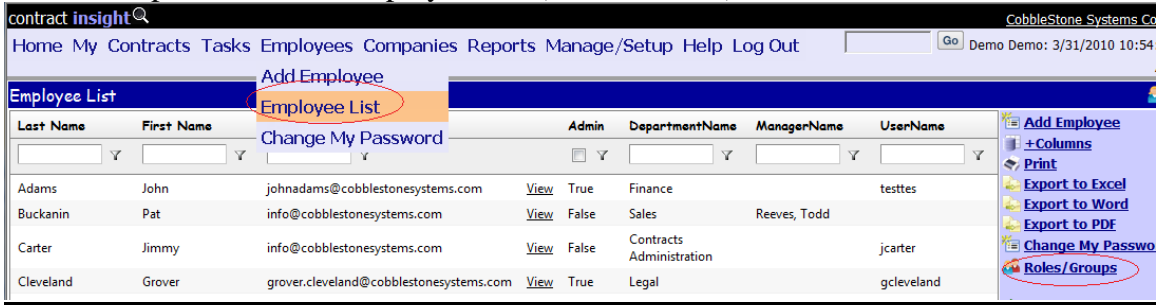 contract insight CobbleStone Systems Co
Home My Contracts Tasks Employees Companies Reports Manage/Setup Help Log Out Go Demo Demo: 3/31/2010 10:54
Add Employee
Employee List
Employee List
Change My Password
Last Name First Name Admin DepartmentName ManagerName UserName
Adams John johnadams@cobblestonesystems.com View True Finance testtes
Buckanin Pat info@cobblestonesystems.com View False Sales Reeves, Todd
Carter Jimmy info@cobblestonesystems.com View False Contracts Administration jcarter
Cleveland Grover grover.cleveland@cobblestonesystems.com View True Legal gcleveland
Add Employee
+Columns
Print
Export to Excel
Export to Word
Export to PDF
Change My Passwo
Roles/Groups